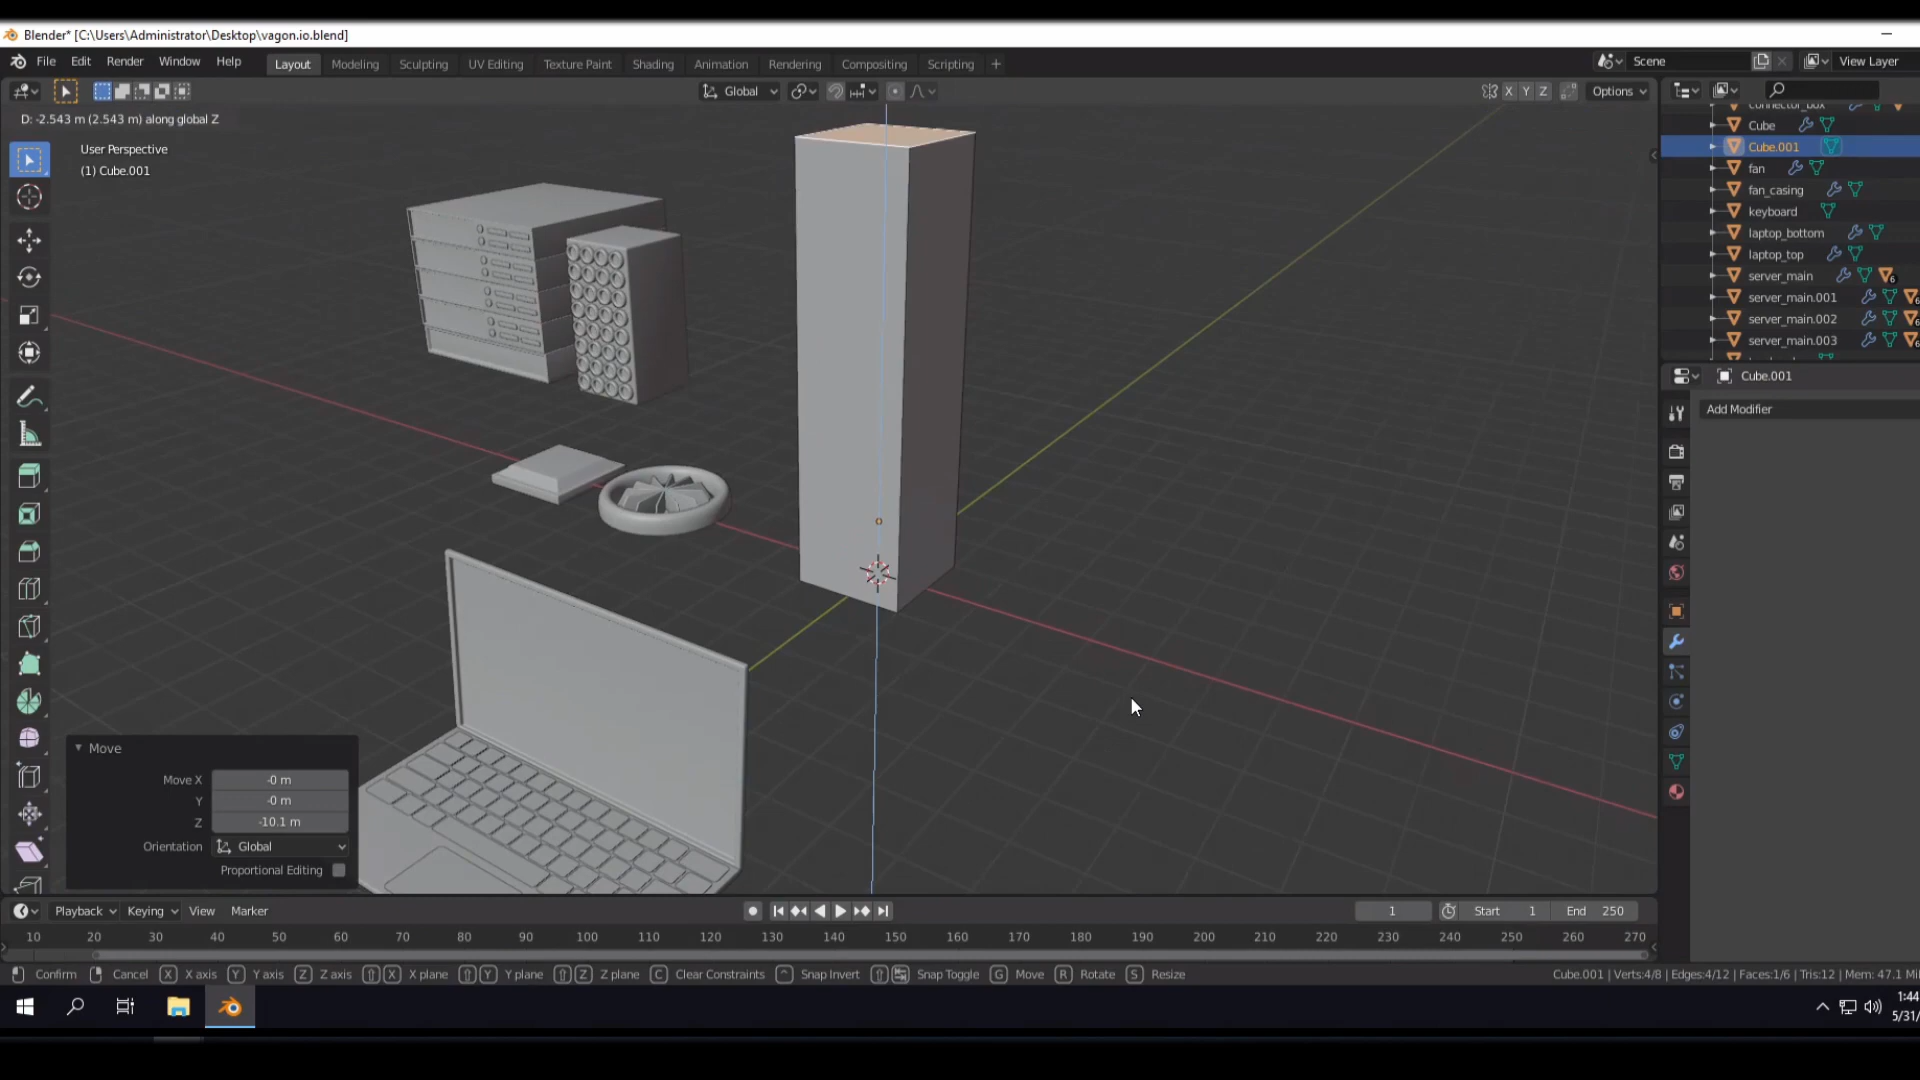 Blender* [C:\Users\Administrator\Desktop\vagon.io.blend]
File Edit Render Window Help Layout Modeling Sculpting UV Editing Texture Paint Shading Animation Rendering Compositing Scripting + Scene View Layer
Global X Y Z Options
D: -2.543 m (2.543 m) along global Z
User Perspective
(1) Cube.001
connector_box
Cube
Cube.001
fan
fan_casing
keyboard
laptop_bottom
laptop_top
server_main 6
server_main.001
server_main.002
server_main.003
Cube.001
Add Modifier
Move
Move X -0 m
Y -0 m
Z -10.1 m
Orientation Global
Proportional Editing
Playback Keying View Marker 1 Start 1 End 250
10 20 30 40 50 60 70 80 90 100 110 120 130 140 150 160 170 180 190 200 210 220 230 240 250 260 270
Confirm Cancel X X axis Y Y axis Z Z axis X X plane Y Y plane Z Z plane C Clear Constraints Snap Invert Snap Toggle G Move R Rotate S Resize Cube.001 | Verts:4/8 | Edges:4/12 | Faces:1/6 | Tris:12 | Mem: 47.1 Mi
1:44
5/31/